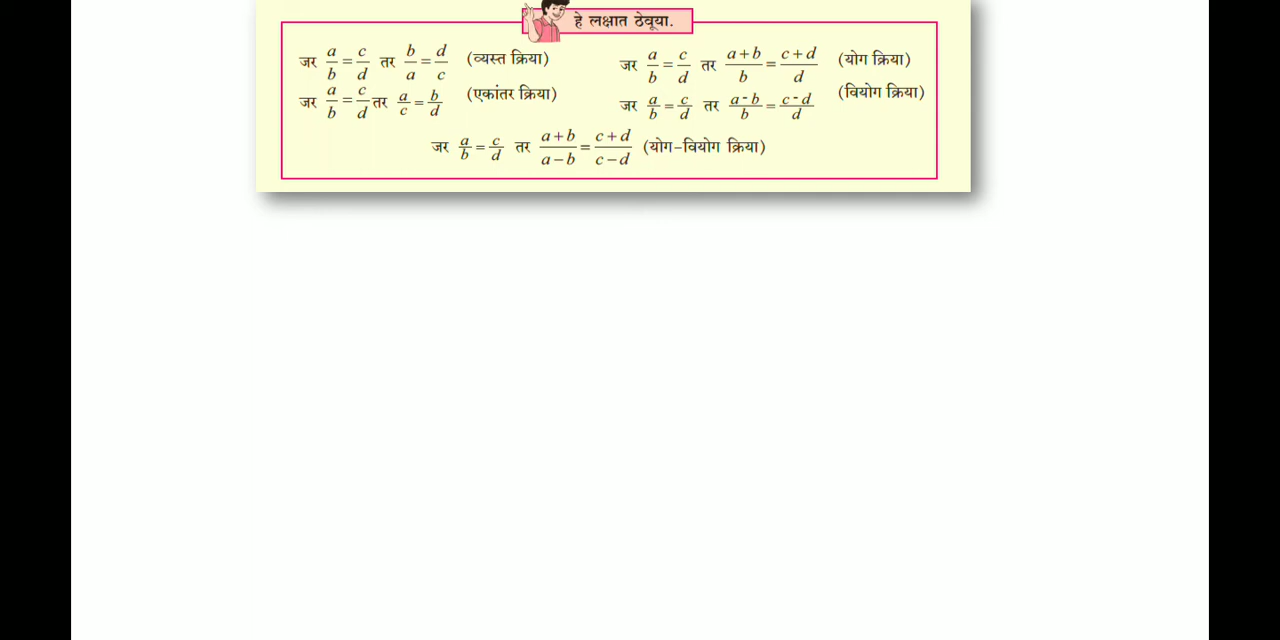 हे लक्षात ठेवूया.
जर a/b = c/d तर b/a = d/c (व्यस्त क्रिया)
जर a/b = c/d तर a/c = b/d (एकांतर क्रिया)
जर a/b = c/d तर a+b/b = c+d/d (योग क्रिया)
जर a/b = c/d तर a-b/b = c-d/d (वियोग क्रिया)
जर a/b = c/d तर a+b/a−b = c+d/c−d (योग-वियोग क्रिया)